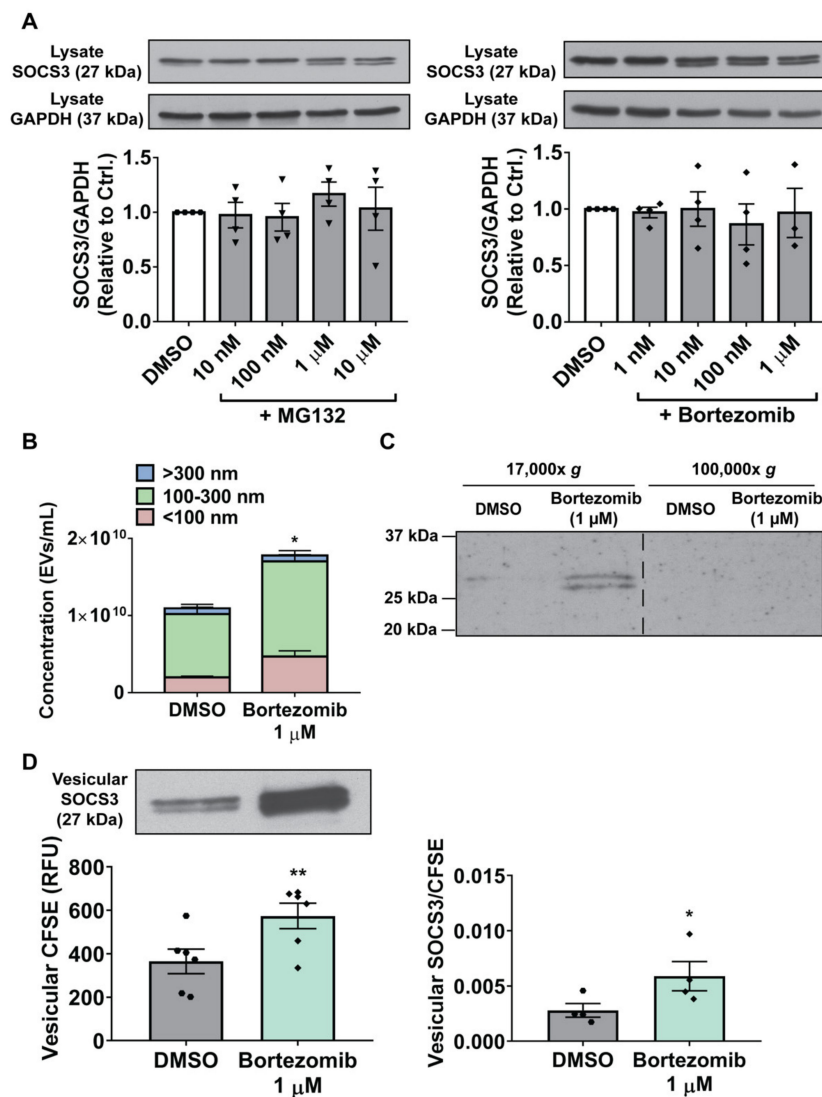 A
Lysate
SOCS3 (27 kDa)
Lysate
GAPDH (37 kDa)
SOCS3/GAPDH
(Relative to Ctrl.)
1.5
1.0
0.5
0.0
DMSO
10 nM
100 nM
1 μM
10 μM
+ MG132
Lysate
SOCS3 (27 kDa)
Lysate
GAPDH (37 kDa)
SOCS3/GAPDH
(Relative to Ctrl.)
1.5
1.0
0.5
0.0
DMSO
1 nM
10 nM
100 nM
1 μM
+ Bortezomib
B
>300 nm
100-300 nm
<100 nm
Concentration (EVs/mL)
2×10¹⁰
1×10¹⁰
0
*
DMSO
Bortezomib
1 μM
C
17,000x g
100,000x g
DMSO
Bortezomib
(1 μM)
DMSO
Bortezomib
(1 μM)
37 kDa
25 kDa
20 kDa
D
Vesicular
SOCS3
(27 kDa)
Vesicular CFSE (RFU)
800
600
400
200
0
**
DMSO
Bortezomib
1 μM
Vesicular SOCS3/CFSE
0.015
0.010
0.005
0.000
*
DMSO
Bortezomib
1 μM